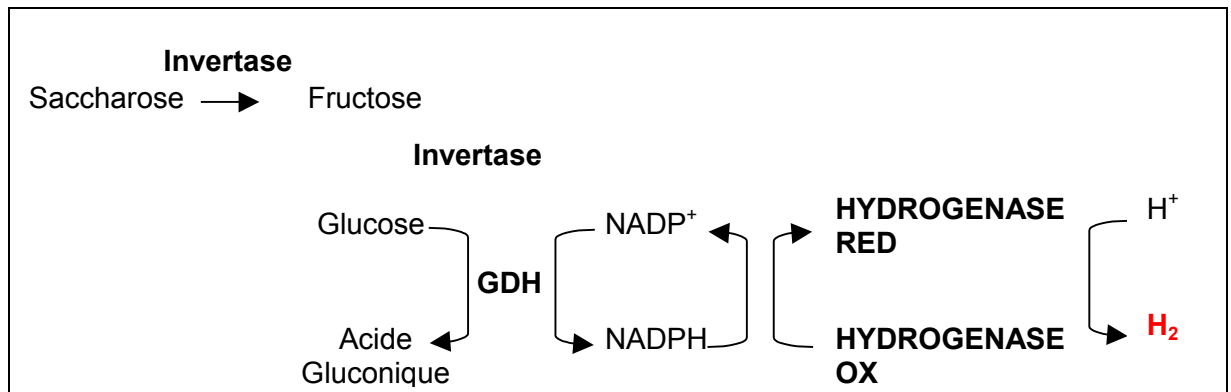 Invertase
Saccharose Fructose
Invertase
Glucose NADP⁺ HYDROGENASE RED H⁺
GDH
Acide Gluconique NADPH HYDROGENASE OX H₂